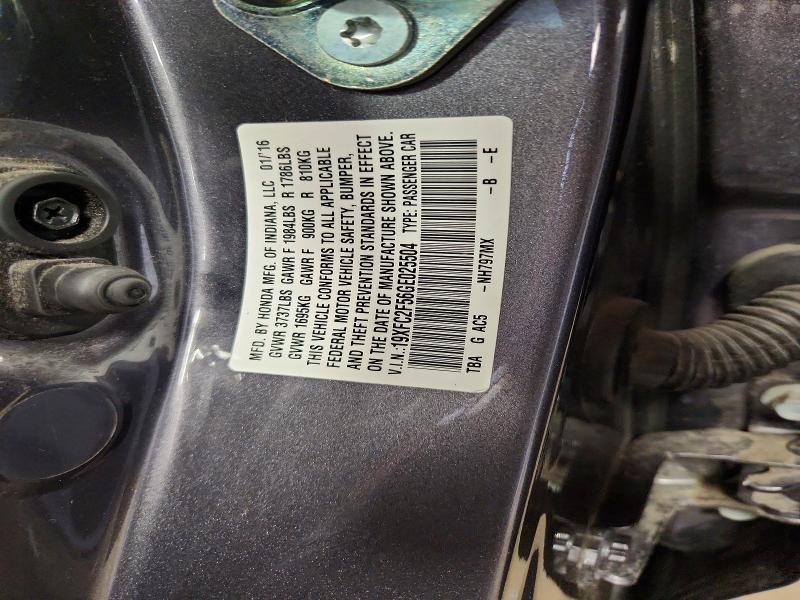 MFD. BY HONDA MFG. OF INDIANA, LLC 01/'16
GVWR 3737LBS GAWR F 1984LBS R 1786LBS
GVWR 1695KG GAWR F 900KG R 810KG
THIS VEHICLE CONFORMS TO ALL APPLICABLE
FEDERAL MOTOR VEHICLE SAFETY, BUMPER,
AND THEFT PREVENTION STANDARDS IN EFFECT
ON THE DATE OF MANUFACTURE SHOWN ABOVE.
V.I.N.:19XFC2F56GE025504 TYPE: PASSENGER CAR
TBA G AC5 -NH797MX -B -E